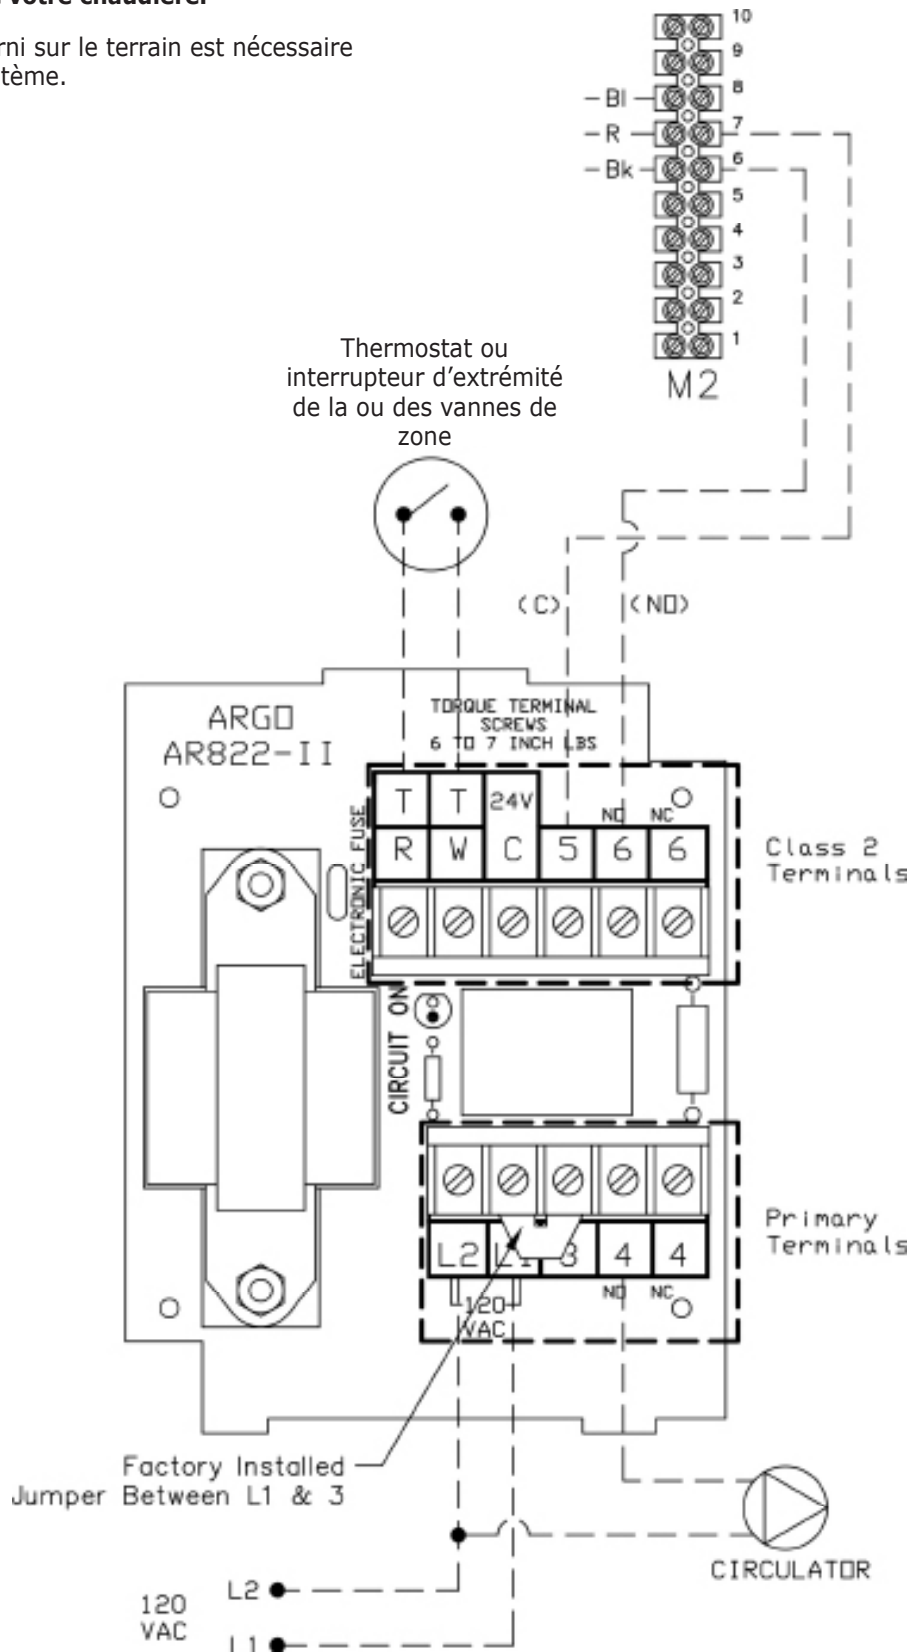 votre chaudière.
rni sur le terrain est nécessaire
tème.
10
9
8
7
6
5
4
3
2
1
Bl
R
Bk
M2
Thermostat ou
interrupteur d'extrémité
de la ou des vannes de
zone
(C)
(NO)
ARGO
AR822-II
TORQUE TERMINAL
SCREWS
6 TO 7 INCH LBS
T T 24V
NO NC
R W C 5 6 6
ELECTRONIC FUSE
Class 2
Terminals
CIRCUIT ON
Primary
Terminals
L2 L1 3 4 4
NO NC
120
VAC
Factory Installed
Jumper Between L1 & 3
CIRCULATOR
L2
120
VAC
L1